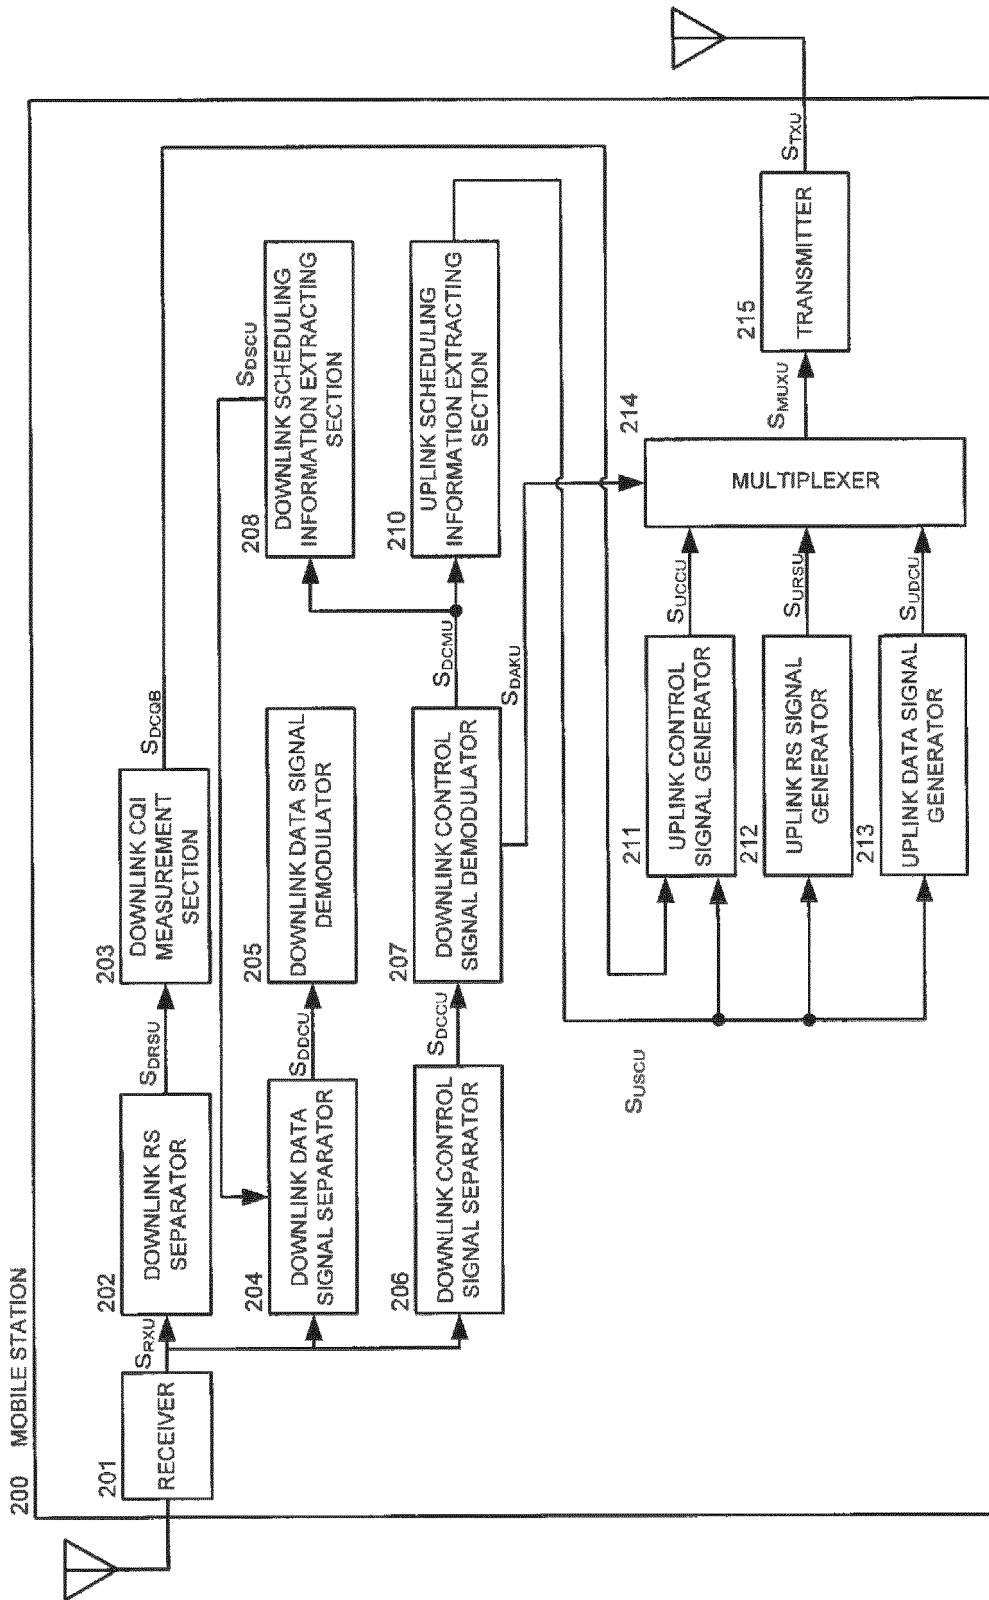 200 MOBILE STATION
201
RECEIVER
SRXU
202
DOWNLINK RS
SEPARATOR
SDRSU
203
DOWNLINK CQI
MEASUREMENT
SECTION
SDCQB
204
DOWNLINK DATA
SIGNAL SEPARATOR
SDDCU
205
DOWNLINK DATA SIGNAL
DEMODULATOR
SDSCU
208
DOWNLINK SCHEDULING
INFORMATION EXTRACTING
SECTION
206
DOWNLINK CONTROL
SIGNAL SEPARATOR
SDCCU
207
DOWNLINK CONTROL
SIGNAL DEMODULATOR
SDCMU
SDAKU
210
UPLINK SCHEDULING
INFORMATION EXTRACTING
SECTION
SUSCU
211
UPLINK CONTROL
SIGNAL GENERATOR
SUCCU
212
UPLINK RS SIGNAL
GENERATOR
SURSU
213
UPLINK DATA SIGNAL
GENERATOR
SUDCU
214
MULTIPLEXER
SMUXU
215
TRANSMITTER
STXU